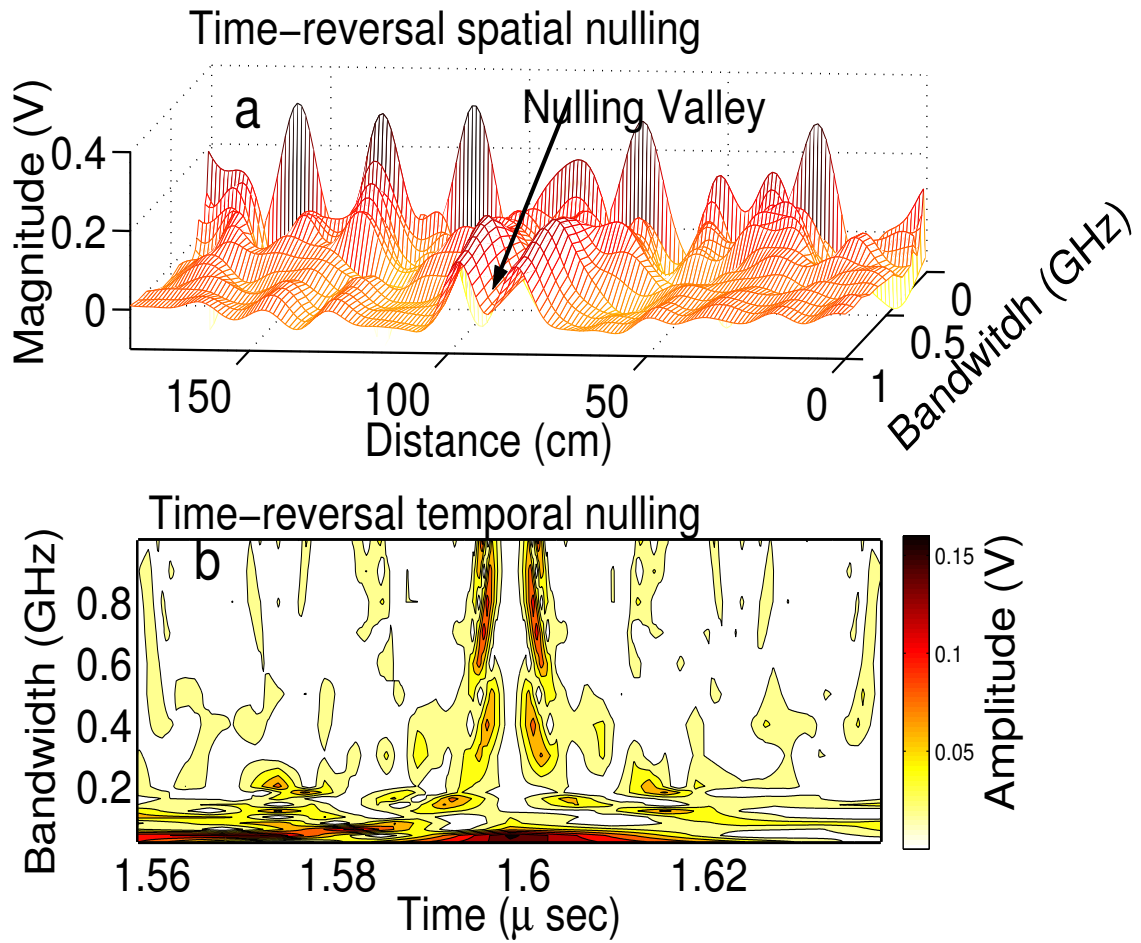 Time−reversal spatial nulling
a
Nulling Valley
Magnitude (V)
0.4
0.2
0
150
100
50
0
Distance (cm)
0
0.5
1
Bandwitdh (GHz)
Time−reversal temporal nulling
b
Bandwidth (GHz)
0.8
0.6
0.4
0.2
1.56
1.58
1.6
1.62
Time (μ sec)
0.15
0.1
0.05
Amplitude (V)